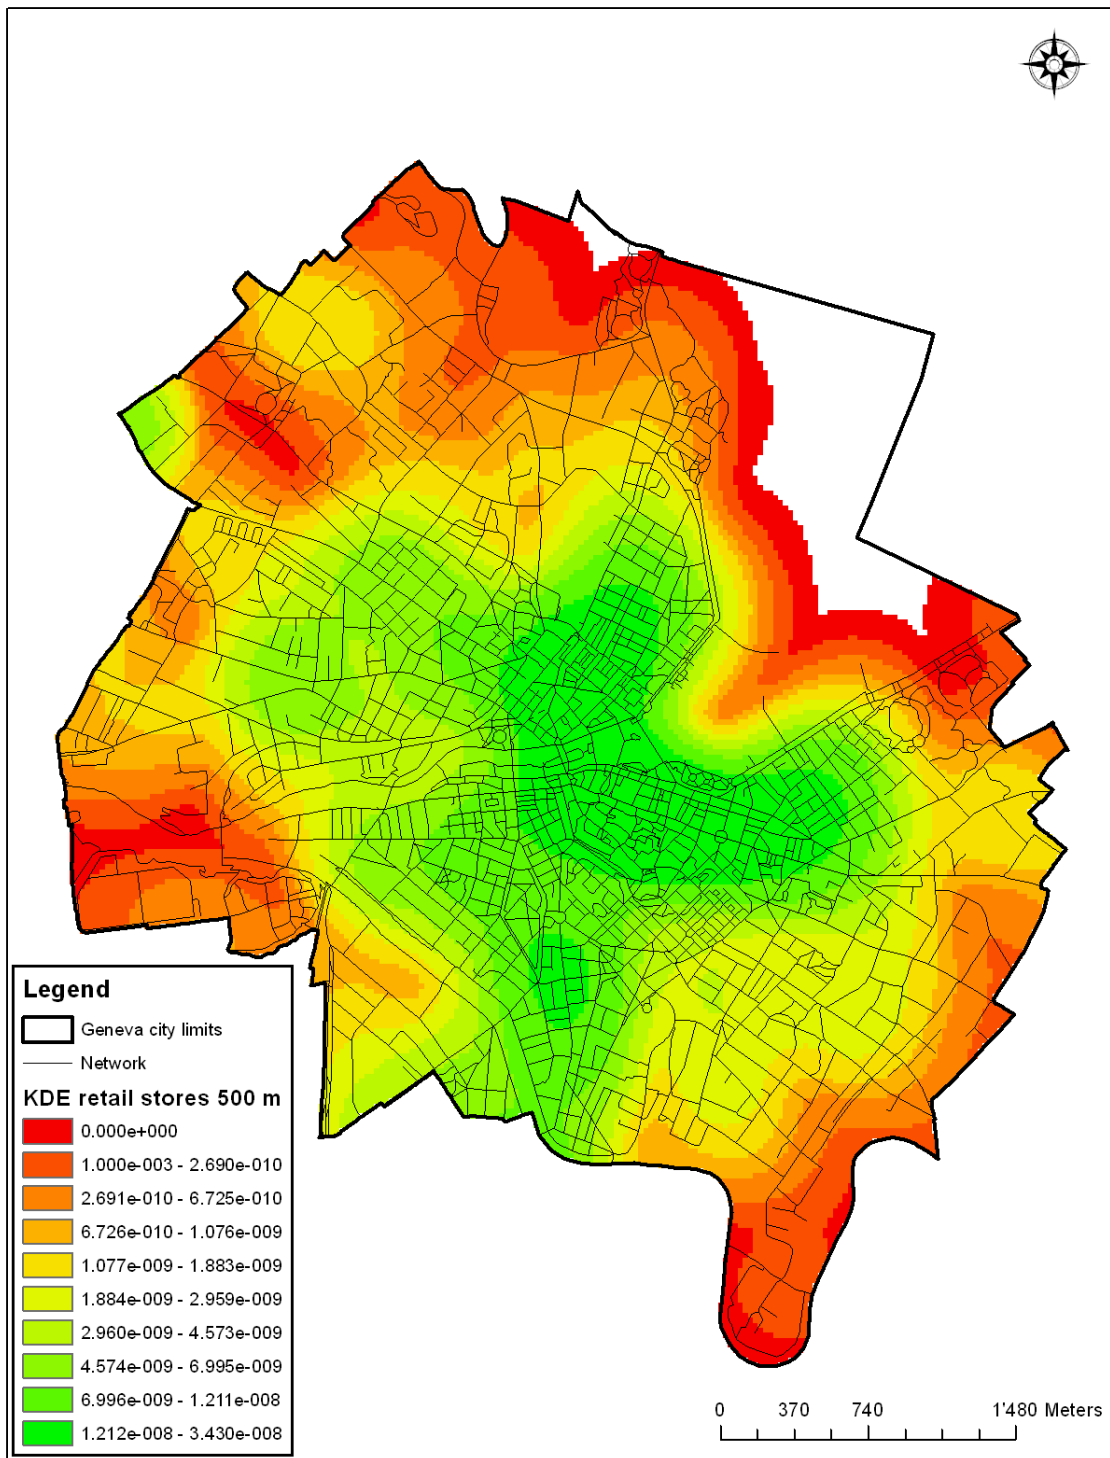 Legend
Geneva city limits
Network
KDE retail stores 500 m
0.000e+000
1.000e-003 - 2.690e-010
2.691e-010 - 6.725e-010
6.726e-010 - 1.076e-009
1.077e-009 - 1.883e-009
1.884e-009 - 2.959e-009
2.960e-009 - 4.573e-009
4.574e-009 - 6.995e-009
6.996e-009 - 1.211e-008
1.212e-008 - 3.430e-008
0 370 740 1'480 Meters